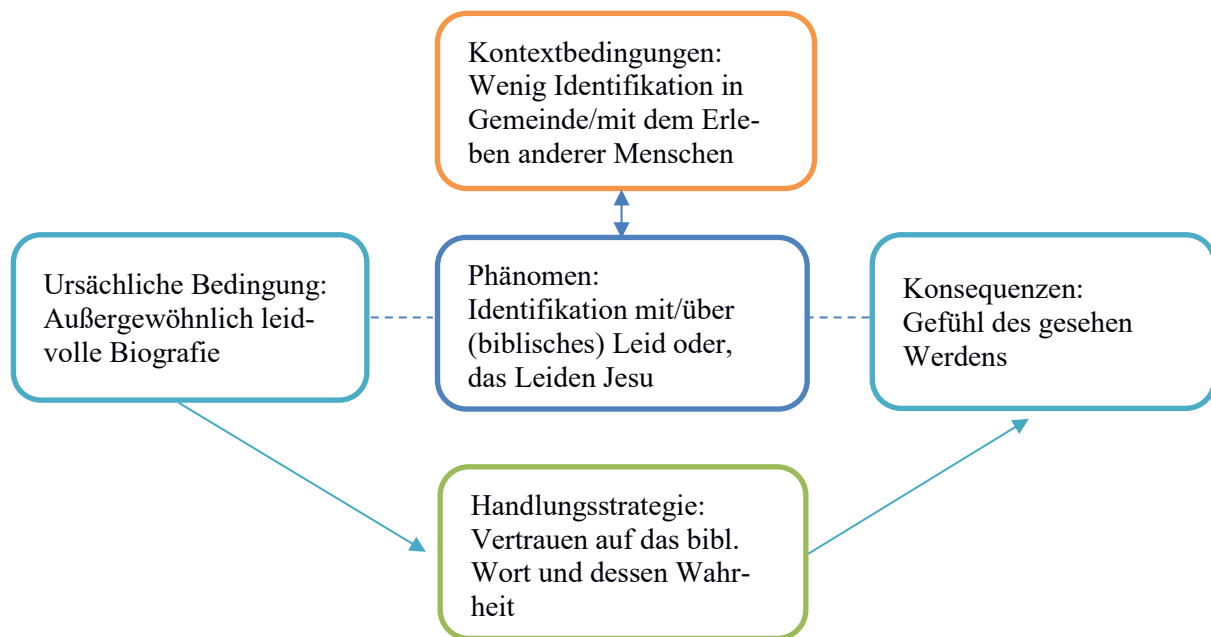 Kontextbedingungen:
Wenig Identifikation in
Gemeinde/mit dem Erle-
ben anderer Menschen
Ursächliche Bedingung:
Außergewöhnlich leid-
volle Biografie
Phänomen:
Identifikation mit/über
(biblisches) Leid oder,
das Leiden Jesu
Konsequenzen:
Gefühl des gesehen
Werdens
Handlungsstrategie:
Vertrauen auf das bibl.
Wort und dessen Wahr-
heit